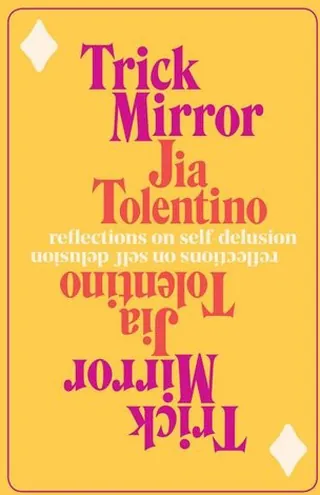 Trick
Mirror
Jia
Tolentino
reflections on self delusion
reflections on self delusion
Tolentino
Jia
Mirror
Trick